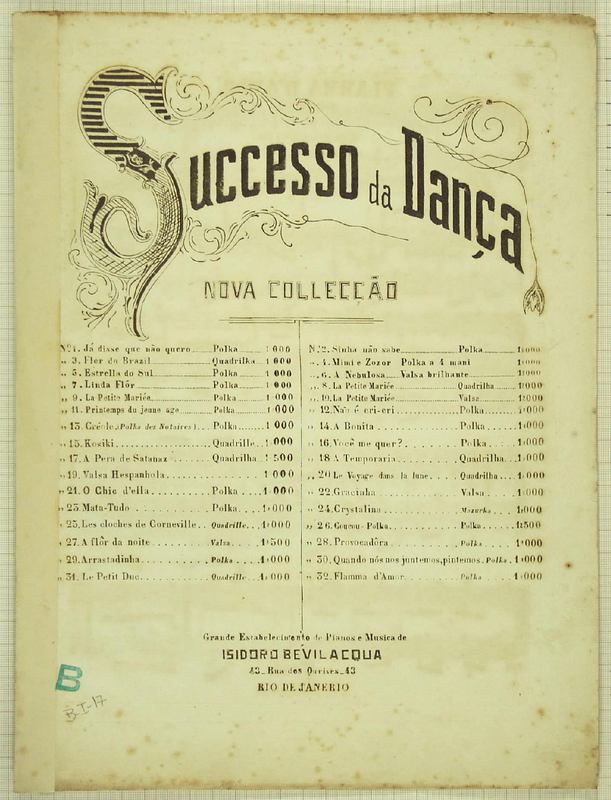 Successo da Dança
NOVA COLLECÇÃO
Nº 1. Já disse que não quero Polka 1 000
,, 3. Flor do Brazil Quadrilha 1 000
,, 5. Estrella do Sul Polka 1 000
,, 7. Linda Flôr Polka 1 000
,, 9. La Petite Mariée Polka 1 000
,, 11. Printemps du jeune age Polka 1 000
,, 13. Créole (Polka des Notaires) Polka 1 000
,, 15. Kosiki Quadrille 1 000
,, 17. A Pera de Satanaz Quadrilha 1 500
,, 19. Valsa Hespanhola 1 000
,, 21. O Chic d'ella Polka 1 000
,, 23. Mata-Tudo Polka 1 000
,, 25. Les cloches de Corneville Quadrille 1 000
,, 27. A flôr da noite Valsa 1 500
,, 29. Arrastadinha Polka 1 000
,, 31. Le Petit Duc Quadrille 1 000
Nº 2. Sinha não sabe Polka 1 000
,, 4. Mimi e Zozor Polka a 4 mani
,, 6. A Nebulosa Valsa brilhante 1 000
,, 8. La Petite Mariée Quadrilha 1 000
,, 10. La Petite Mariée Valsa 1 000
,, 12. Não é cri-cri Polka 1 000
,, 14. A Bonita Polka 1 000
,, 16. Você me quer? Polka 1 000
,, 18 A Temporaria Quadrilha 1 000
,, 20 Le Voyage dans la lune Quadrilha 1 000
,, 22. Gracinha Valsa 1 000
,, 24. Crystalina Mazurka 1 000
,, 26. Coucou-Polka Polka 1 500
,, 28. Provocadôra Polka 1 000
,, 30. Quando nós nos juntemos, pintemos. Polka 1 000
,, 32. Flamma d'Amor Polka 1 000
Grande Estabelecimento de Pianos e Musica de
ISIDORO BEVILACQUA
43_ Rua dos Ourives_43
RIO DE JANERIO
B
B-I-17